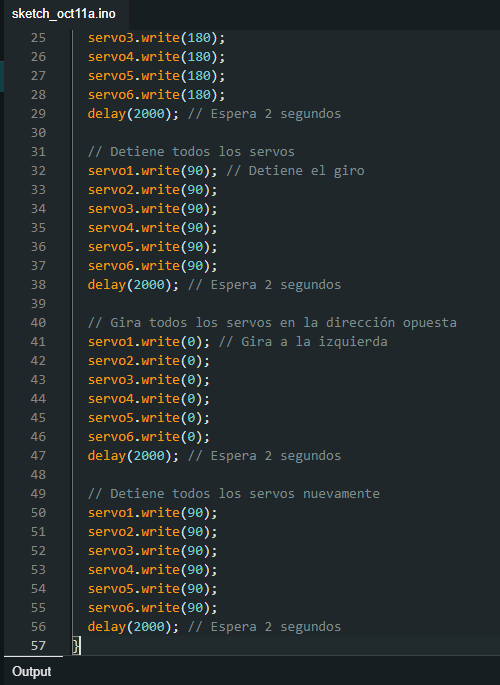 sketch_oct11a.ino
25 servo3.write(180);
26 servo4.write(180);
27 servo5.write(180);
28 servo6.write(180);
29 delay(2000); // Espera 2 segundos
30
31 // Detiene todos los servos
32 servo1.write(90); // Detiene el giro
33 servo2.write(90);
34 servo3.write(90);
35 servo4.write(90);
36 servo5.write(90);
37 servo6.write(90);
38 delay(2000); // Espera 2 segundos
39
40 // Gira todos los servos en la dirección opuesta
41 servo1.write(0); // Gira a la izquierda
42 servo2.write(0);
43 servo3.write(0);
44 servo4.write(0);
45 servo5.write(0);
46 servo6.write(0);
47 delay(2000); // Espera 2 segundos
48
49 // Detiene todos los servos nuevamente
50 servo1.write(90);
51 servo2.write(90);
52 servo3.write(90);
53 servo4.write(90);
54 servo5.write(90);
55 servo6.write(90);
56 delay(2000); // Espera 2 segundos
57 }
Output